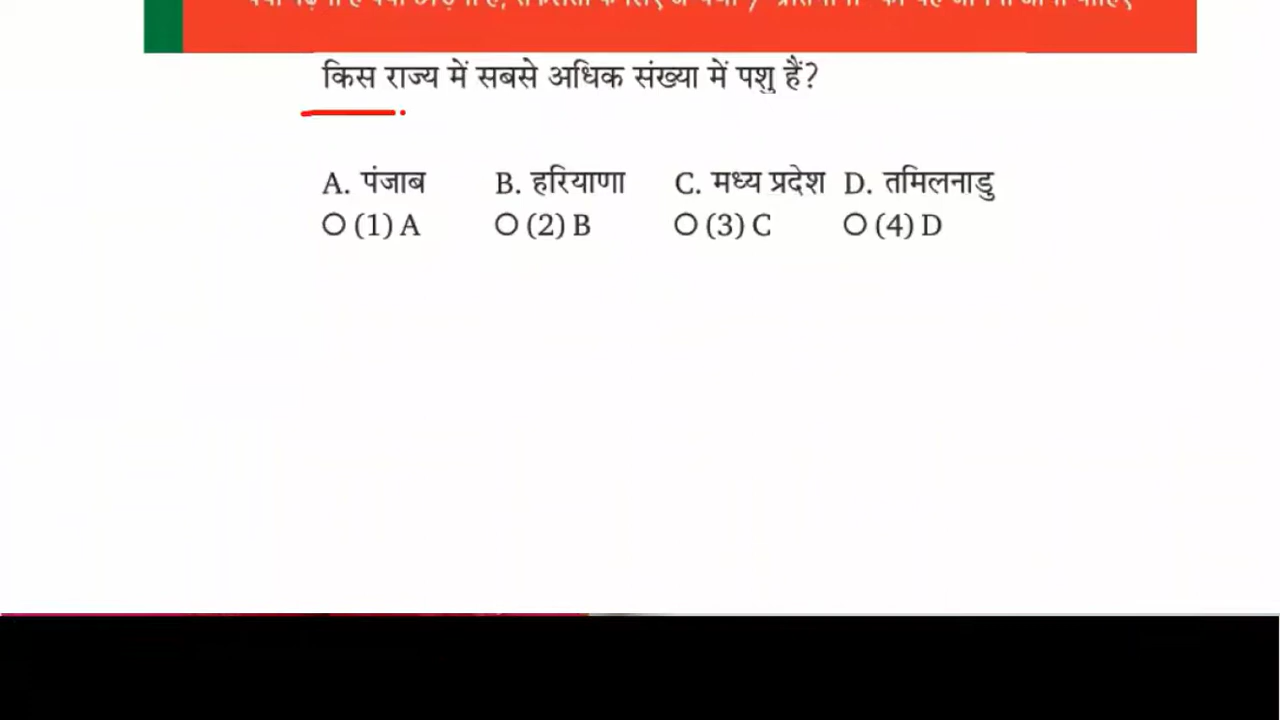 किस राज्य में सबसे अधिक संख्या में पशु हैं?
A. पंजाब B. हरियाणा C. मध्य प्रदेश D. तमिलनाडु
(1) A (2) B (3) C (4) D